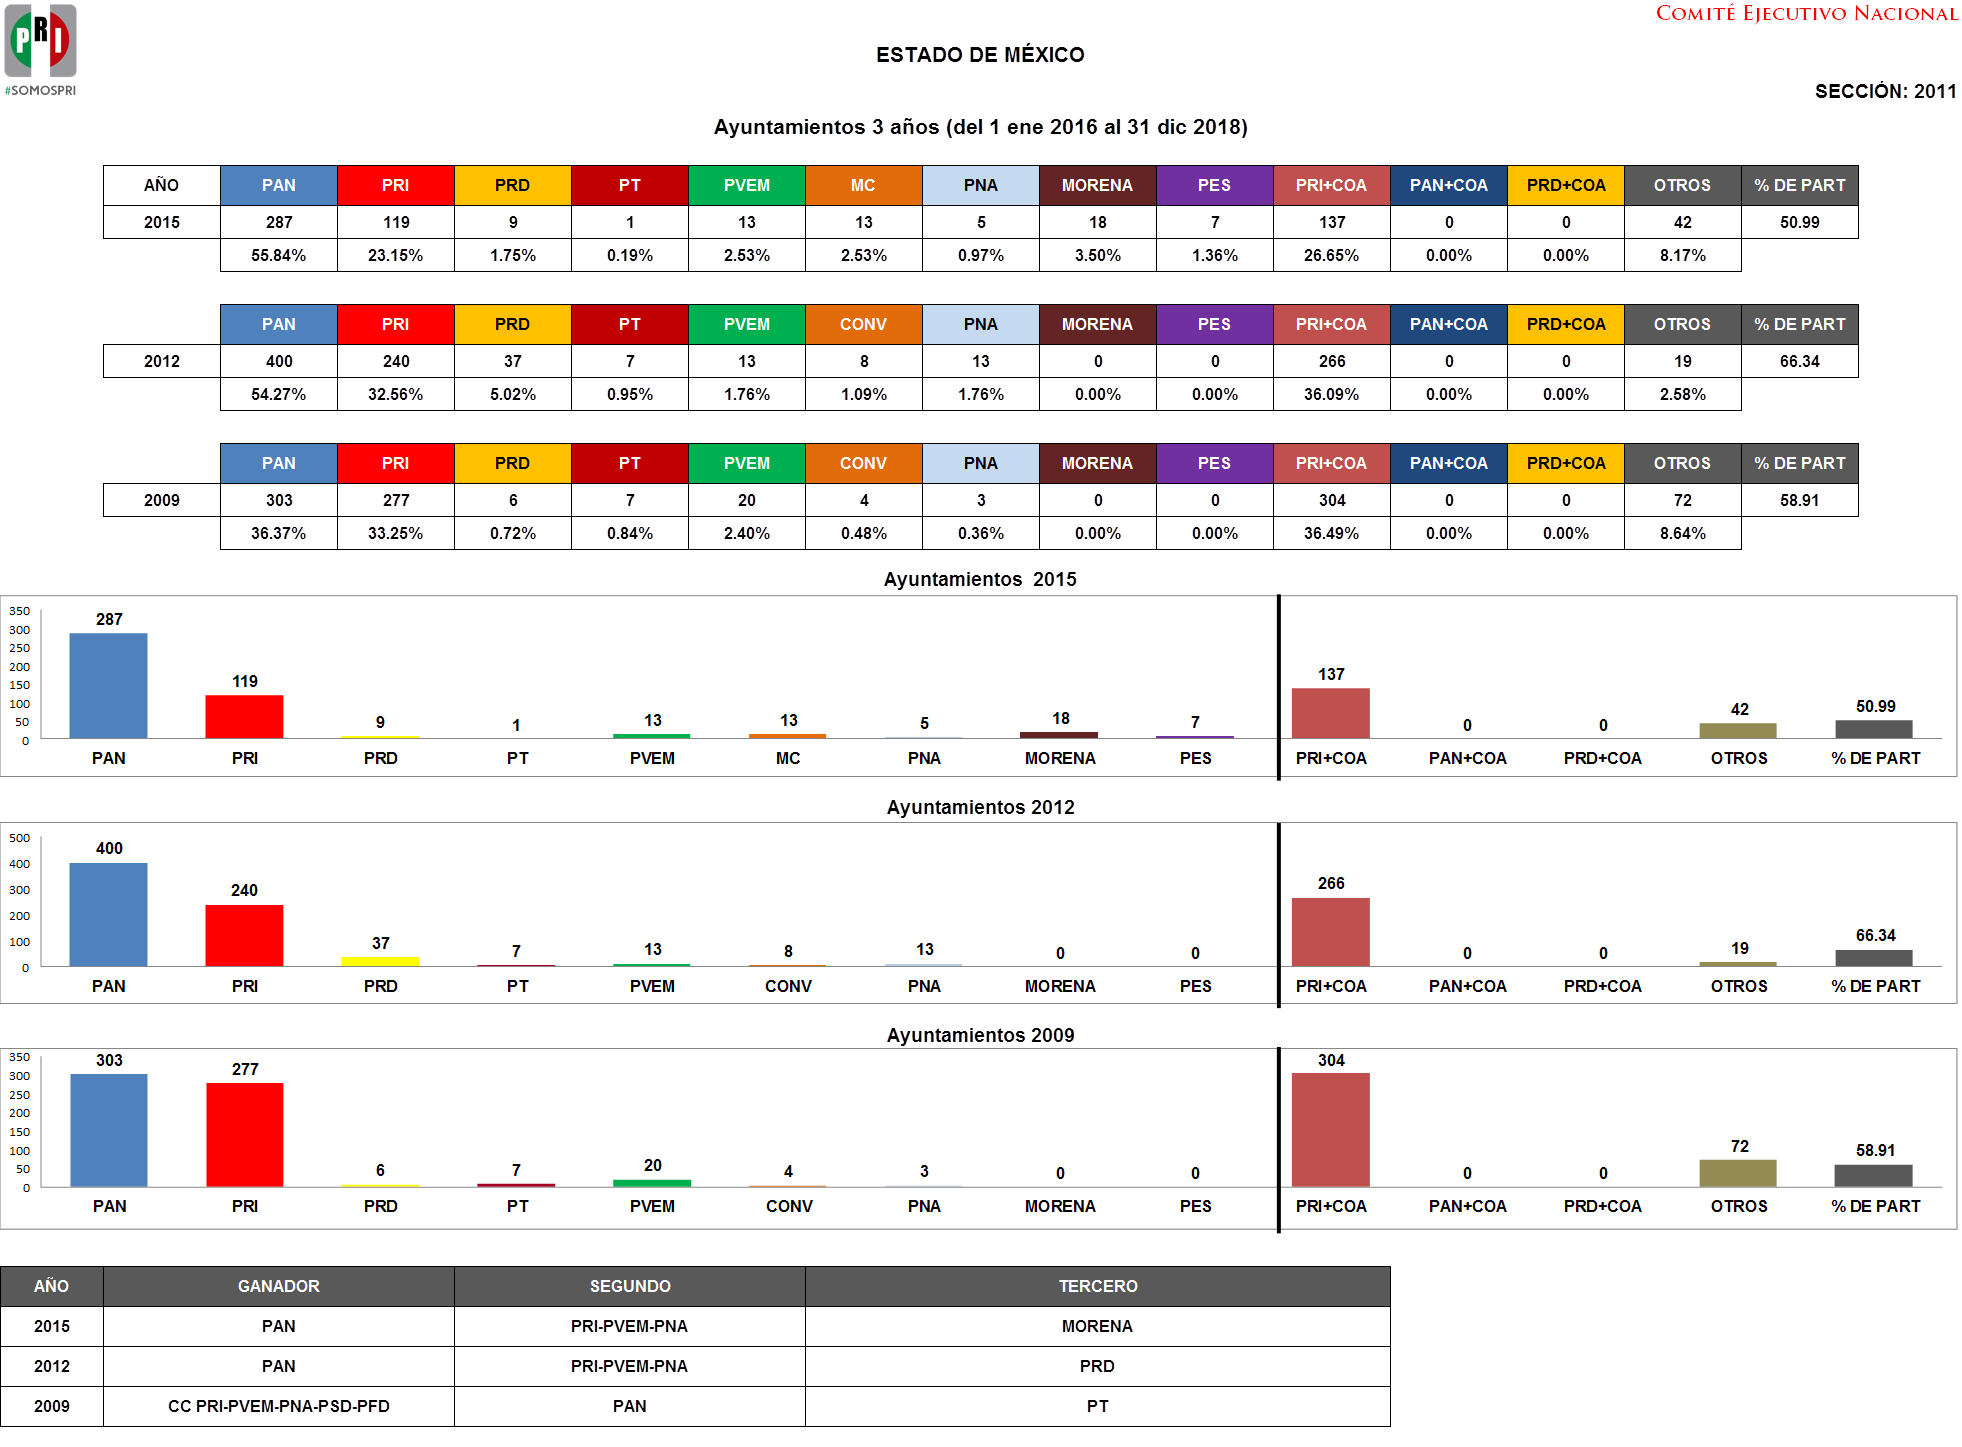 COMITÉ EJECUTIVO NACIONAL
PRI
#SOMOSPRI
ESTADO DE MÉXICO
SECCIÓN: 2011
Ayuntamientos 3 años (del 1 ene 2016 al 31 dic 2018)
AÑO PAN PRI PRD PT PVEM MC PNA MORENA PES PRI+COA PAN+COA PRD+COA OTROS % DE PART
2015 287 119 9 1 13 13 5 18 7 137 0 0 42 50.99
55.84% 23.15% 1.75% 0.19% 2.53% 2.53% 0.97% 3.50% 1.36% 26.65% 0.00% 0.00% 8.17%
PAN PRI PRD PT PVEM CONV PNA MORENA PES PRI+COA PAN+COA PRD+COA OTROS % DE PART
2012 400 240 37 7 13 8 13 0 0 266 0 0 19 66.34
54.27% 32.56% 5.02% 0.95% 1.76% 1.09% 1.76% 0.00% 0.00% 36.09% 0.00% 0.00% 2.58%
PAN PRI PRD PT PVEM CONV PNA MORENA PES PRI+COA PAN+COA PRD+COA OTROS % DE PART
2009 303 277 6 7 20 4 3 0 0 304 0 0 72 58.91
36.37% 33.25% 0.72% 0.84% 2.40% 0.48% 0.36% 0.00% 0.00% 36.49% 0.00% 0.00% 8.64%
Ayuntamientos 2015
350
300
250
200
150
100
50
0
287 119 9 1 13 13 5 18 7 137 0 0 42 50.99
PAN PRI PRD PT PVEM MC PNA MORENA PES PRI+COA PAN+COA PRD+COA OTROS % DE PART
Ayuntamientos 2012
500
400
300
200
100
0
400 240 37 7 13 8 13 0 0 266 0 0 19 66.34
PAN PRI PRD PT PVEM CONV PNA MORENA PES PRI+COA PAN+COA PRD+COA OTROS % DE PART
Ayuntamientos 2009
350
300
250
200
150
100
50
0
303 277 6 7 20 4 3 0 0 304 0 0 72 58.91
PAN PRI PRD PT PVEM CONV PNA MORENA PES PRI+COA PAN+COA PRD+COA OTROS % DE PART
AÑO GANADOR SEGUNDO TERCERO
2015 PAN PRI-PVEM-PNA MORENA
2012 PAN PRI-PVEM-PNA PRD
2009 CC PRI-PVEM-PNA-PSD-PFD PAN PT